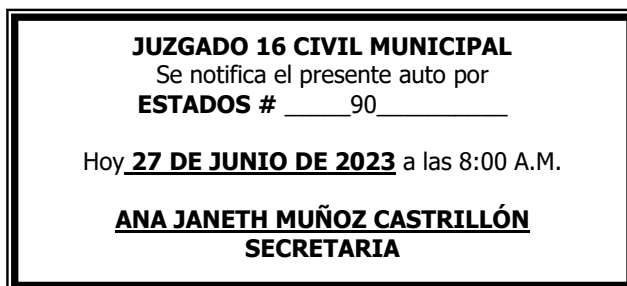 JUZGADO 16 CIVIL MUNICIPAL
Se notifica el presente auto por
ESTADOS # _____90__________
Hoy 27 DE JUNIO DE 2023 a las 8:00 A.M.
ANA JANETH MUÑOZ CASTRILLÓN
SECRETARIA